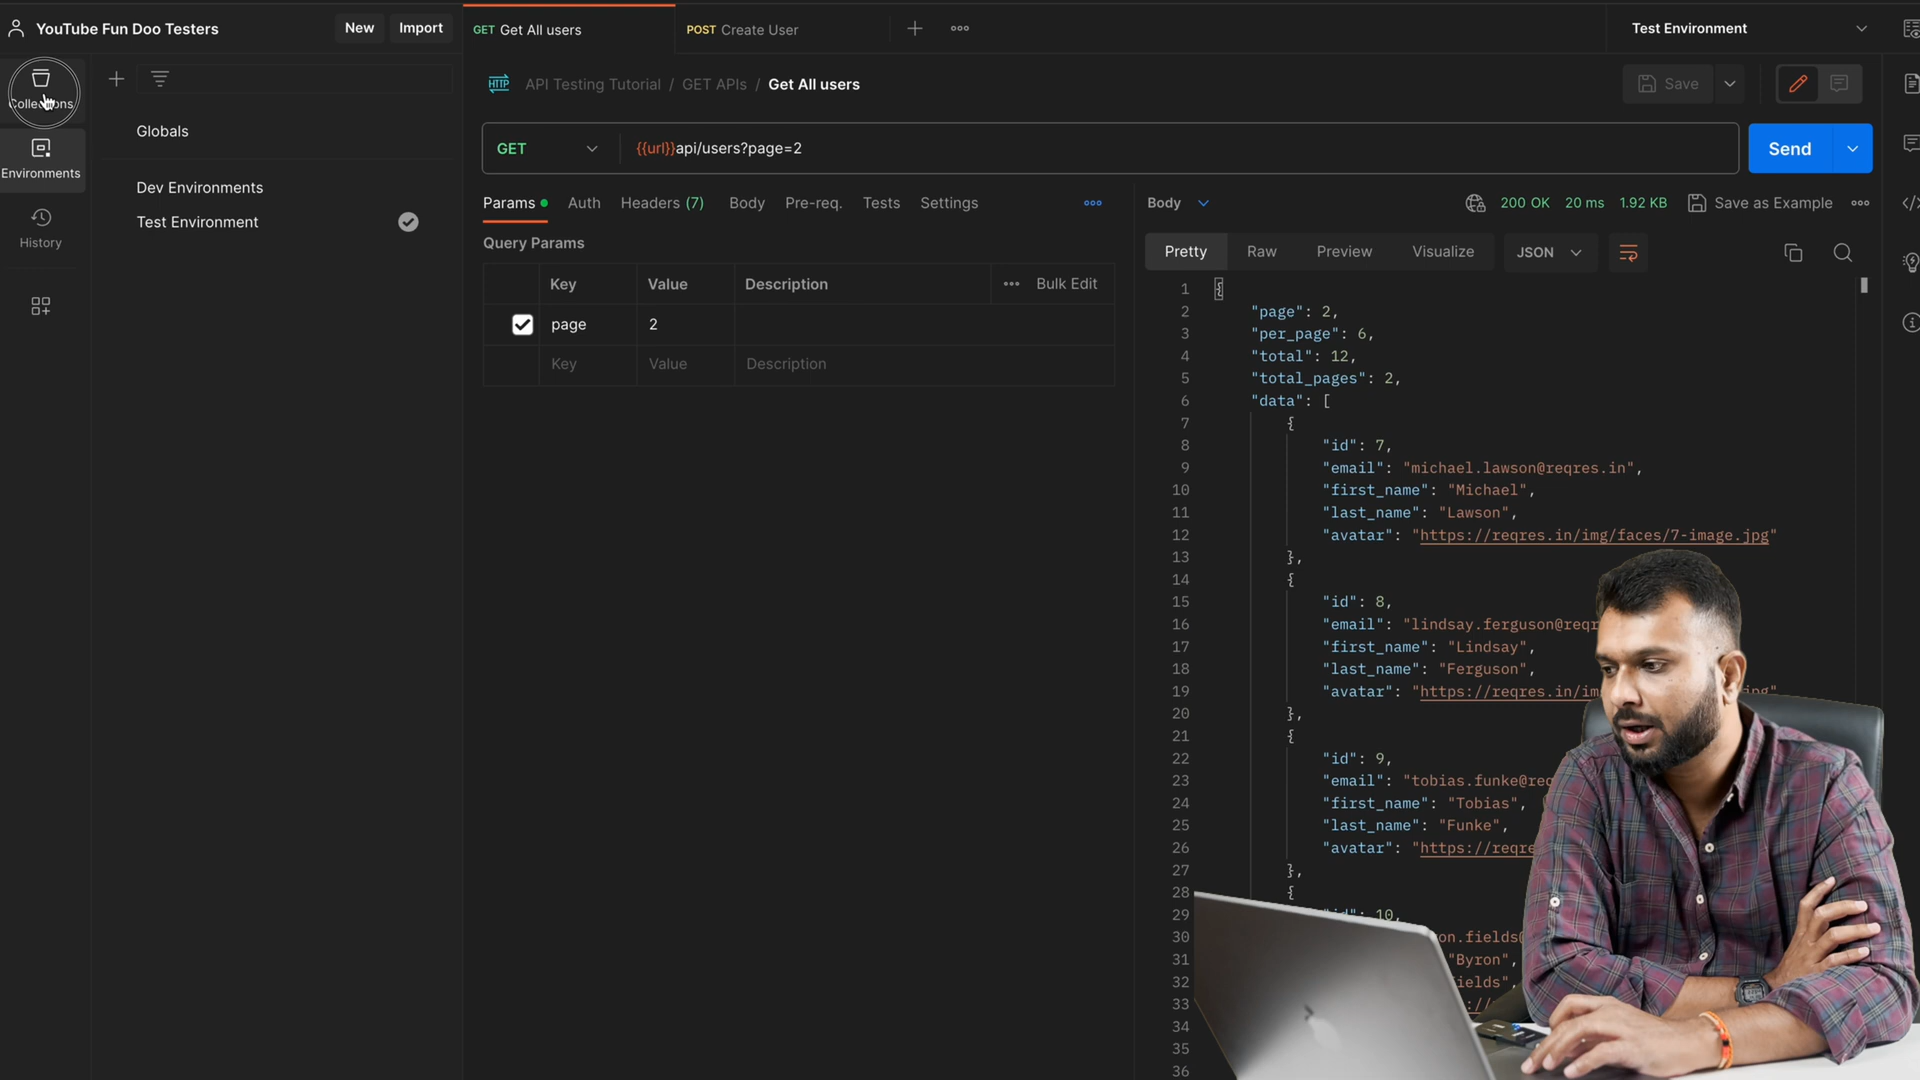 YouTube Fun Doo Testers
New
Import
GET Get All users
POST Create User
Test Environment
Collections
Environments
History
Globals
Dev Environments
Test Environment
API Testing Tutorial / GET APIs / Get All users
Save
GET
{{url}}api/users?page=2
Send
Params
Auth
Headers (7)
Body
Pre-req.
Tests
Settings
Query Params
Key Value Description
Bulk Edit
page 2
Key Value Description
Body
200 OK 20 ms 1.92 KB
Save as Example
Pretty
Raw
Preview
Visualize
JSON
1 {
2 "page": 2,
3 "per_page": 6,
4 "total": 12,
5 "total_pages": 2,
6 "data": [
7 {
8 "id": 7,
9 "email": "michael.lawson@reqres.in",
10 "first_name": "Michael",
11 "last_name": "Lawson",
12 "avatar": "https://reqres.in/img/faces/7-image.jpg"
13 },
14 {
15 "id": 8,
16 "email": "lindsay.ferguson@reqr
17 "first_name": "Lindsay",
18 "last_name": "Ferguson",
19 "avatar": "https://reqres.in/im
20 },
21 {
22 "id": 9,
23 "email": "tobias.funke@req
24 "first_name": "Tobias",
25 "last_name": "Funke",
26 "avatar": "https://reqre
27 },
28 {
29 "id": 10,
30 on.fields@
31 "Byron",
32 ields",
33 ://
34
35
36